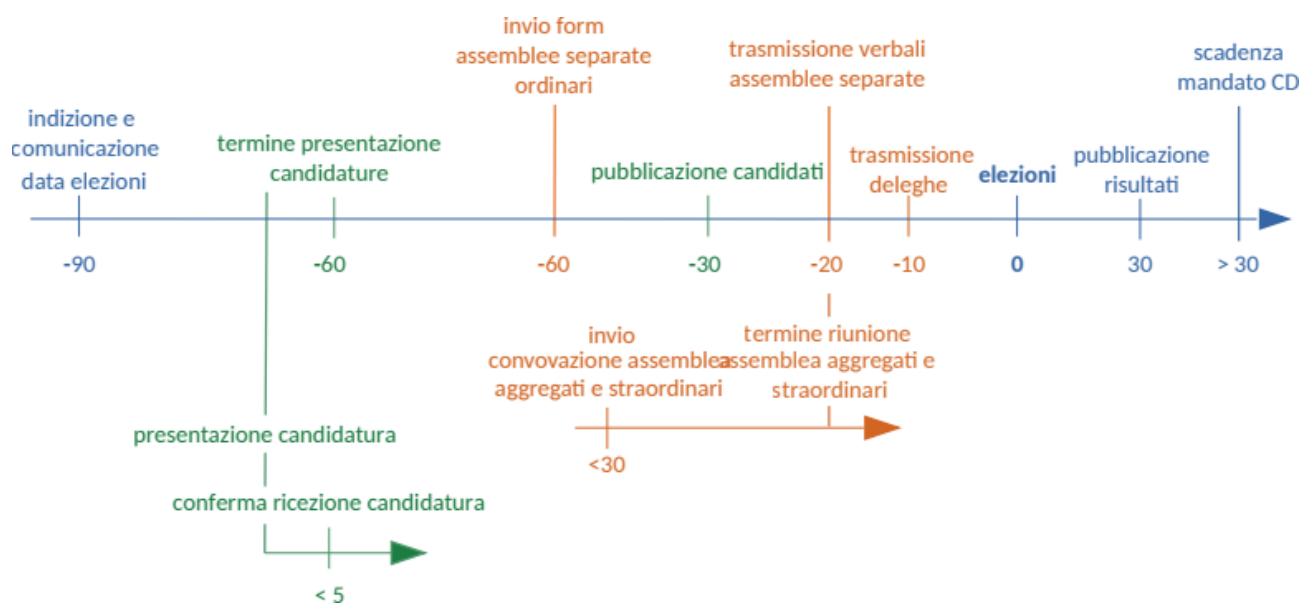 invio form
assemblee separate
ordinari
trasmissione verbali
assemblee separate
scadenza
mandato CD
indizione e
comunicazione
data elezioni
termine presentazione
candidature
pubblicazione candidati
trasmissione
deleghe
elezioni
pubblicazione
risultati
-90
-60
-60
-30
-20
-10
0
30
> 30
invio
convovazione assemblea
aggregati e straordinari
termine riunione
assemblea aggregati e
straordinari
<30
presentazione candidatura
conferma ricezione candidatura
< 5